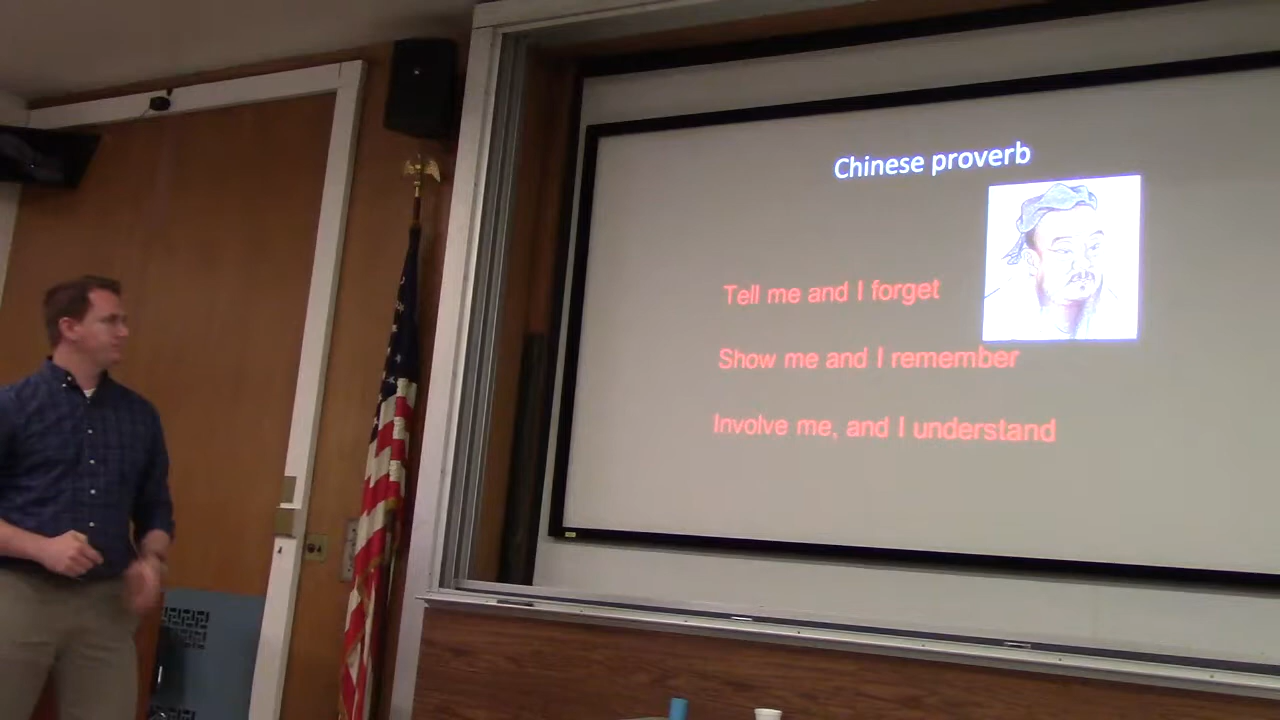 Chinese proverb
Tell me and I forget
Show me and I remember
Involve me, and I understand